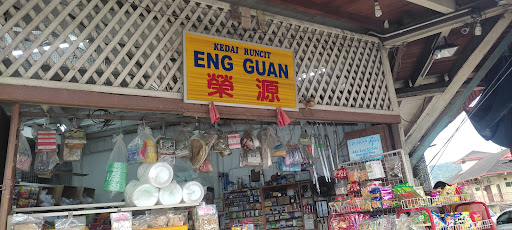 KEDAI RUNCIT
ENG GUAN
榮源